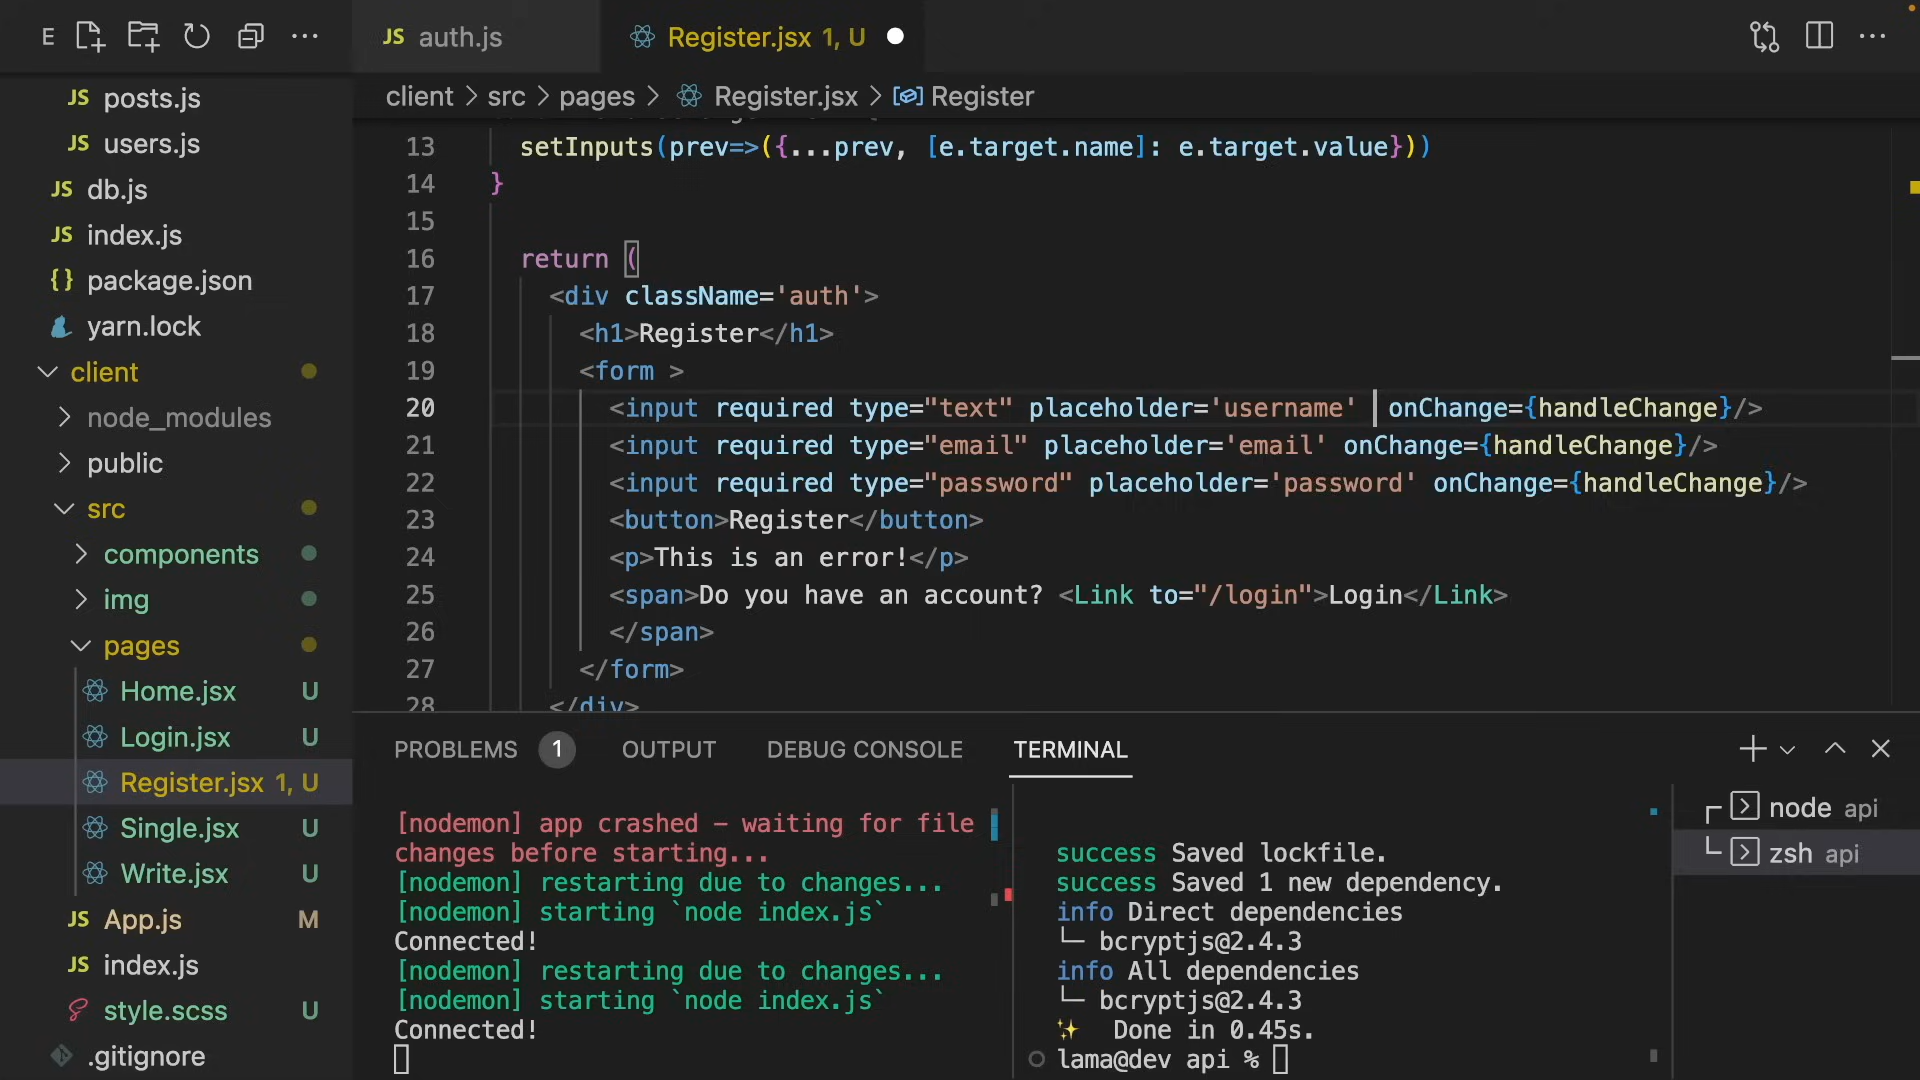 E
JS auth.js
Register.jsx 1, U
JS posts.js
JS users.js
JS db.js
JS index.js
{} package.json
yarn.lock
client
node_modules
public
src
components
img
pages
Home.jsx U
Login.jsx U
Register.jsx 1, U
Single.jsx U
Write.jsx U
JS App.js M
JS index.js
style.scss U
.gitignore
client > src > pages > Register.jsx > Register
13 setInputs(prev=>({...prev, [e.target.name]: e.target.value}))
14 }
15
16 return (
17 <div className='auth'>
18 <h1>Register</h1>
19 <form >
20 <input required type="text" placeholder='username' onChange={handleChange}/>
21 <input required type="email" placeholder='email' onChange={handleChange}/>
22 <input required type="password" placeholder='password' onChange={handleChange}/>
23 <button>Register</button>
24 <p>This is an error!</p>
25 <span>Do you have an account? <Link to="/login">Login</Link>
26 </span>
27 </form>
28 </div>
PROBLEMS 1 OUTPUT DEBUG CONSOLE TERMINAL
[nodemon] app crashed - waiting for file
changes before starting...
[nodemon] restarting due to changes...
[nodemon] starting `node index.js`
Connected!
[nodemon] restarting due to changes...
[nodemon] starting `node index.js`
Connected!
success Saved lockfile.
success Saved 1 new dependency.
info Direct dependencies
└─ bcryptjs@2.4.3
info All dependencies
└─ bcryptjs@2.4.3
✨ Done in 0.45s.
lama@dev api %
node api
zsh api